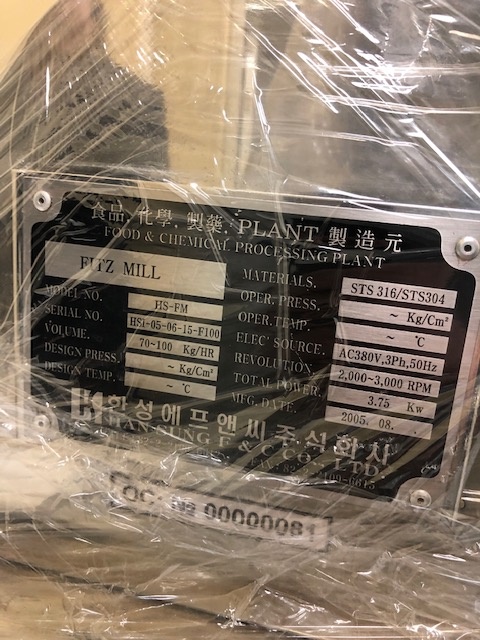 食品, 化學, 製藥, PLANT 製造元
FOOD & CHEMICAL PROCESSING PLANT
FITZ MILL
MODEL NO. HS-FM
SERIAL NO. HSi-05-06-15-F100
VOLUME. 70~100 Kg/HR
DESIGN PRESS. ~ Kg/Cm²
DESIGN TEMP. ~ ℃
MATERIALS. STS 316/STS304
OPER. PRESS. ~ Kg/Cm²
OPER. TEMP. ~ ℃
ELEC' SOURCE. AC380V,3Ph,50Hz
REVOLUTION. 2,000~3,000 RPM
TOTAL POWER. 3.75 Kw
MFG. DATE. 2005. 08.
한성에프앤씨주식회사
HAN SUNG F & C CO., LTD.
LOC: № 00000081